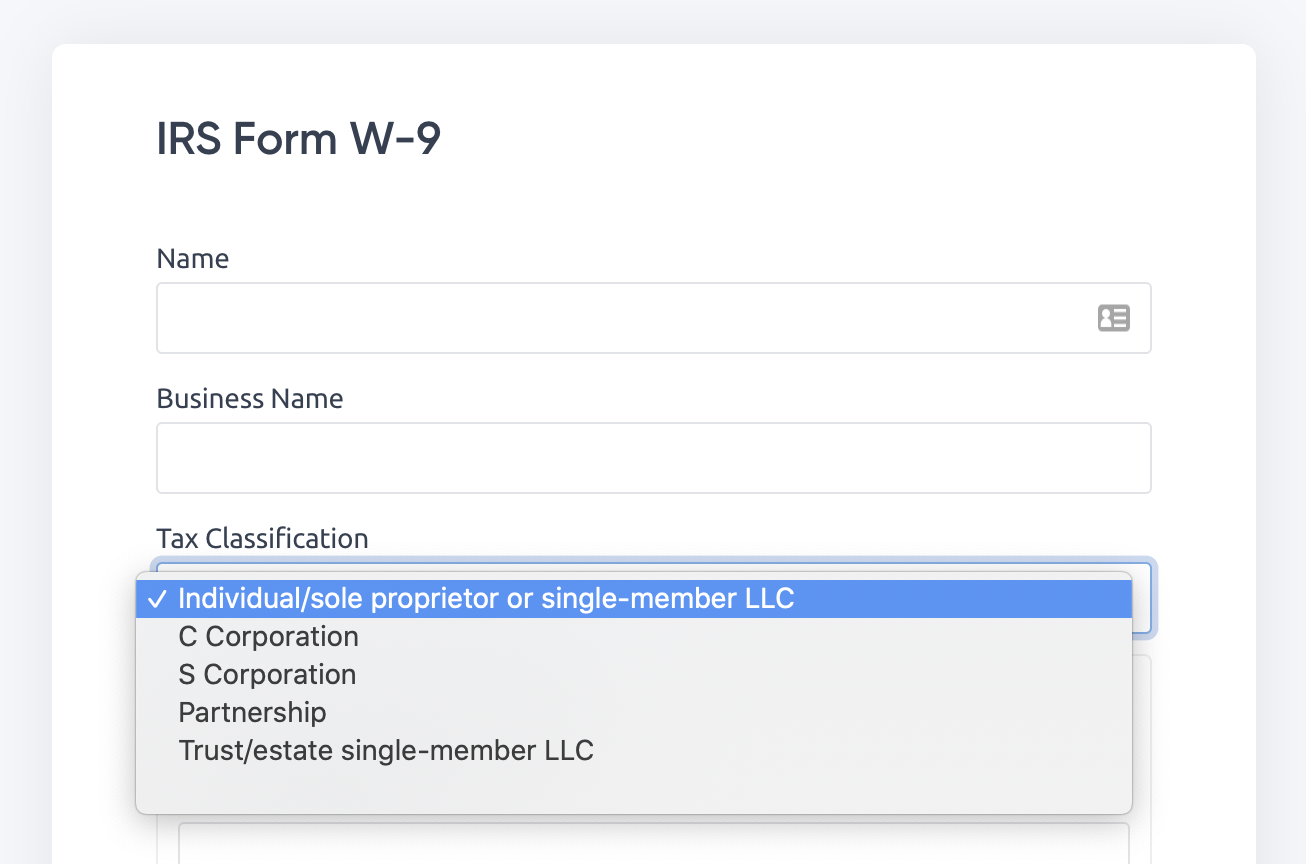 IRS Form W-9
Name
Business Name
Tax Classification
✓ Individual/sole proprietor or single-member LLC
C Corporation
S Corporation
Partnership
Trust/estate single-member LLC